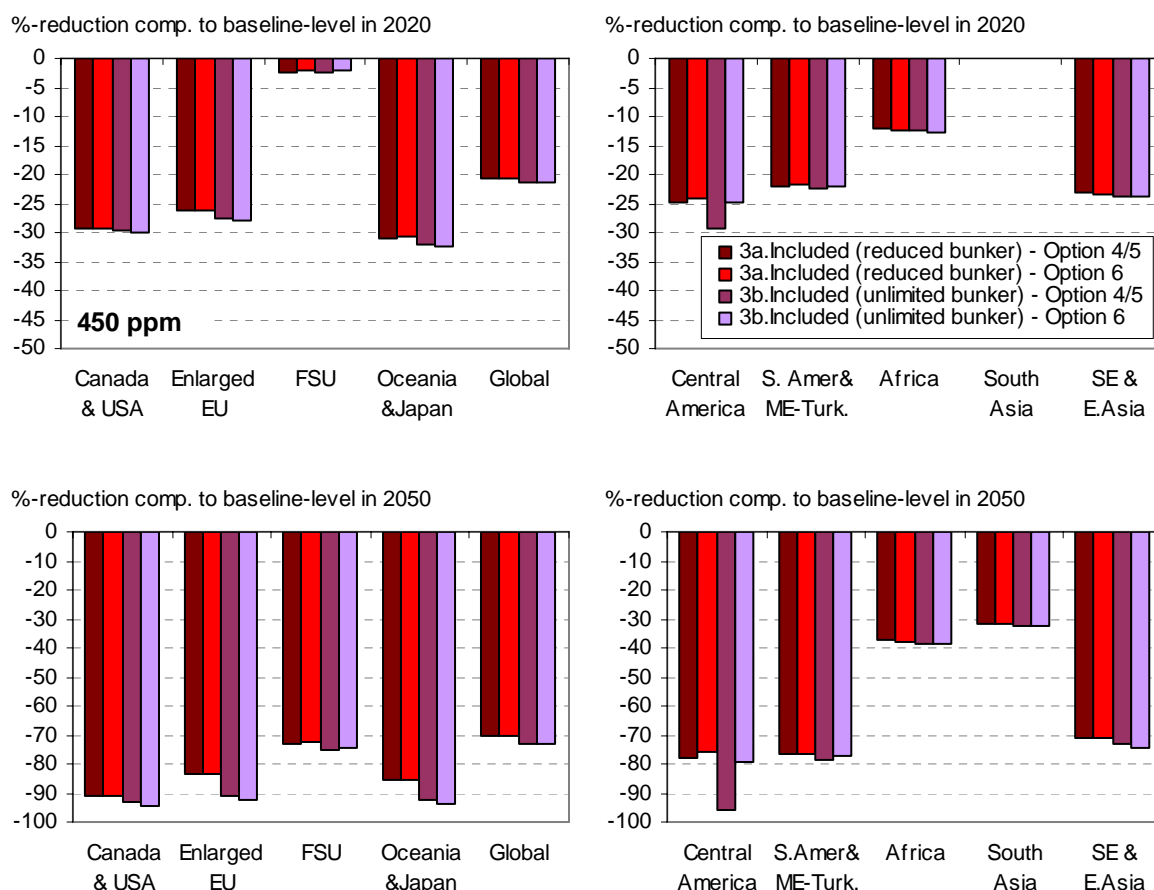 %-reduction comp. to baseline-level in 2020
0
-5
-10
-15
-20
-25
-30
-35
-40
-45
-50
450 ppm
Canada & USA
Enlarged EU
FSU
Oceania &Japan
Global
%-reduction comp. to baseline-level in 2020
0
-5
-10
-15
-20
-25
-30
-35
-40
-45
-50
3a.Included (reduced bunker) - Option 4/5
3a.Included (reduced bunker) - Option 6
3b.Included (unlimited bunker) - Option 4/5
3b.Included (unlimited bunker) - Option 6
Central America
S. Amer& ME-Turk.
Africa
South Asia
SE & E.Asia
%-reduction comp. to baseline-level in 2050
0
-10
-20
-30
-40
-50
-60
-70
-80
-90
-100
Canada & USA
Enlarged EU
FSU
Oceania &Japan
Global
%-reduction comp. to baseline-level in 2050
0
-10
-20
-30
-40
-50
-60
-70
-80
-90
-100
Central America
S.Amer& ME-Turk.
Africa
South Asia
SE & E.Asia